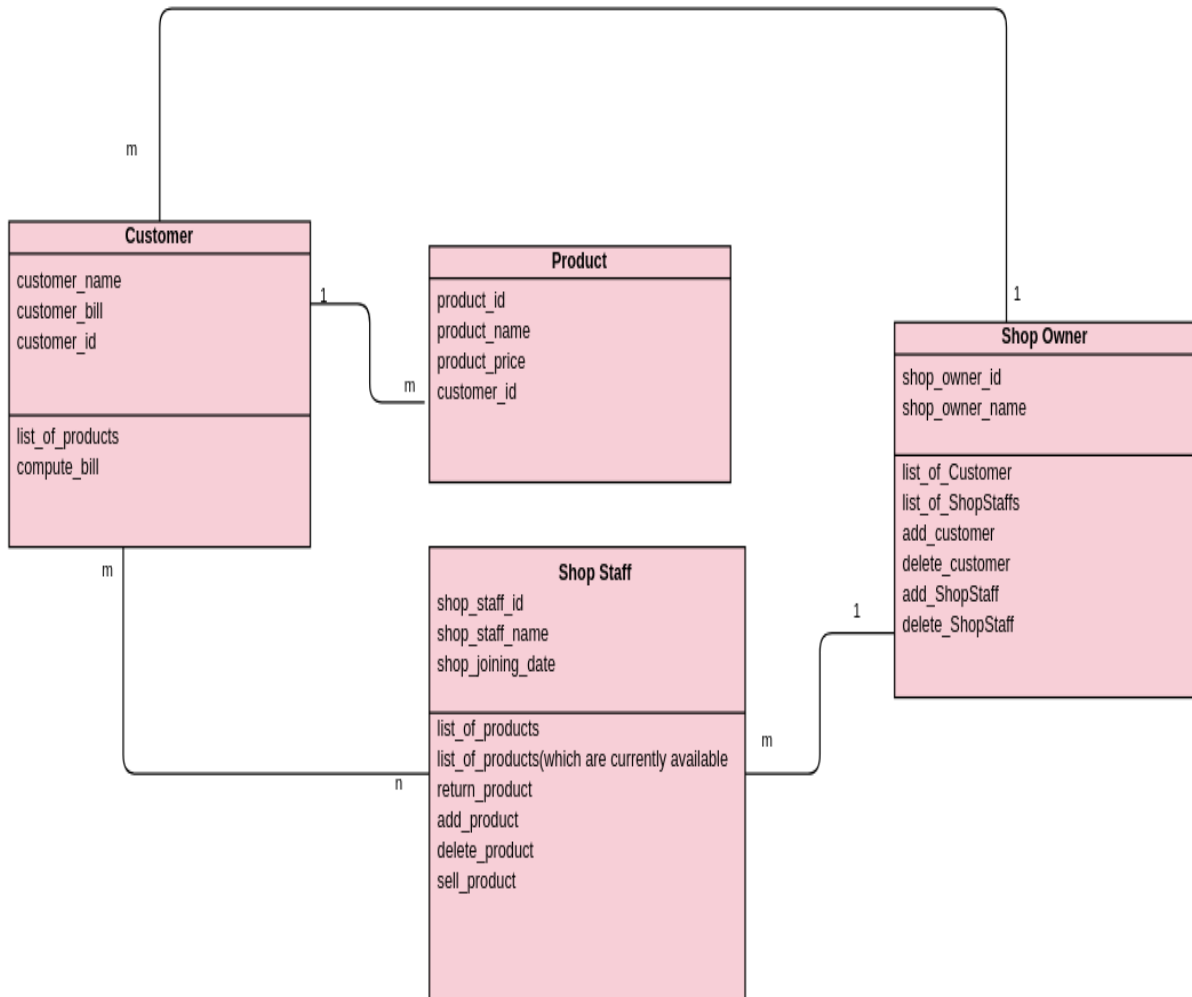 m
Customer
customer_name
customer_bill
customer_id
list_of_products
compute_bill
1
m
Product
product_id
product_name
product_price
customer_id
1
Shop Owner
shop_owner_id
shop_owner_name
list_of_Customer
list_of_ShopStaffs
add_customer
delete_customer
add_ShopStaff
delete_ShopStaff
m
n
Shop Staff
shop_staff_id
shop_staff_name
shop_joining_date
list_of_products
list_of_products(which are currently available
return_product
add_product
delete_product
sell_product
1
m